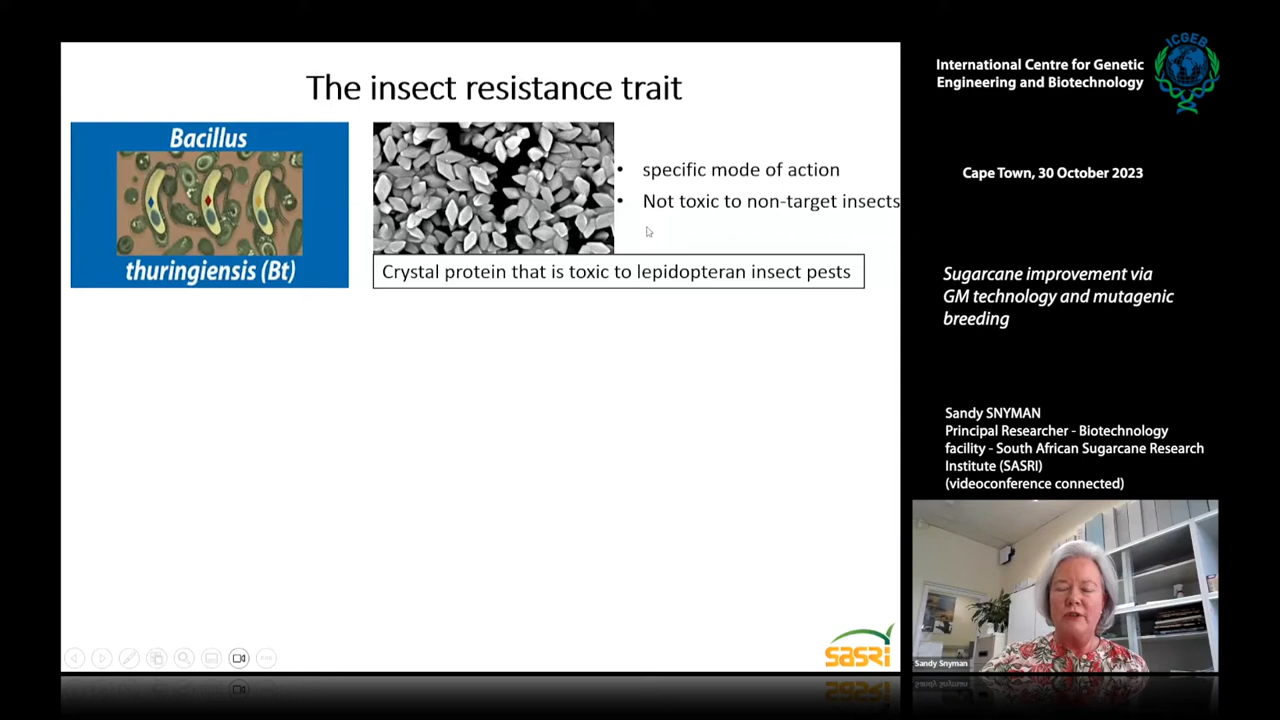 The insect resistance trait
Bacillus
thuringiensis (Bt)
• specific mode of action
• Not toxic to non-target insects
Crystal protein that is toxic to lepidopteran insect pests
SASRI
ICGEB
International Centre for Genetic
Engineering and Biotechnology
Cape Town, 30 October 2023
Sugarcane improvement via
GM technology and mutagenic
breeding
Sandy SNYMAN
Principal Researcher - Biotechnology
facility - South African Sugarcane Research
Institute (SASRI)
(videoconference connected)
Sandy Snyman